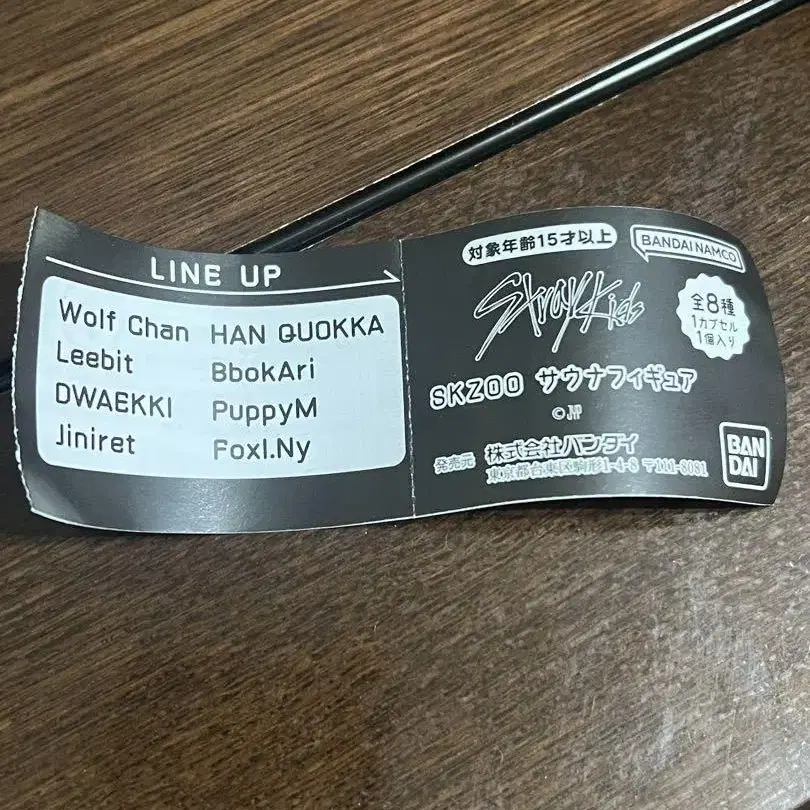 LINE UP
Wolf Chan HAN QUOKKA
Leebit BbokAri
DWAEKKI PuppyM
Jiniret FoxI.Ny
対象年齢15才以上
BANDAI NAMCO
Stray Kids
全8種
1カプセル
1個入り
SKZOO サウナフィギュア
©JYP
発売元 株式会社バンダイ
東京都台東区駒形1-4-8 〒111-8081
BAN
DAI